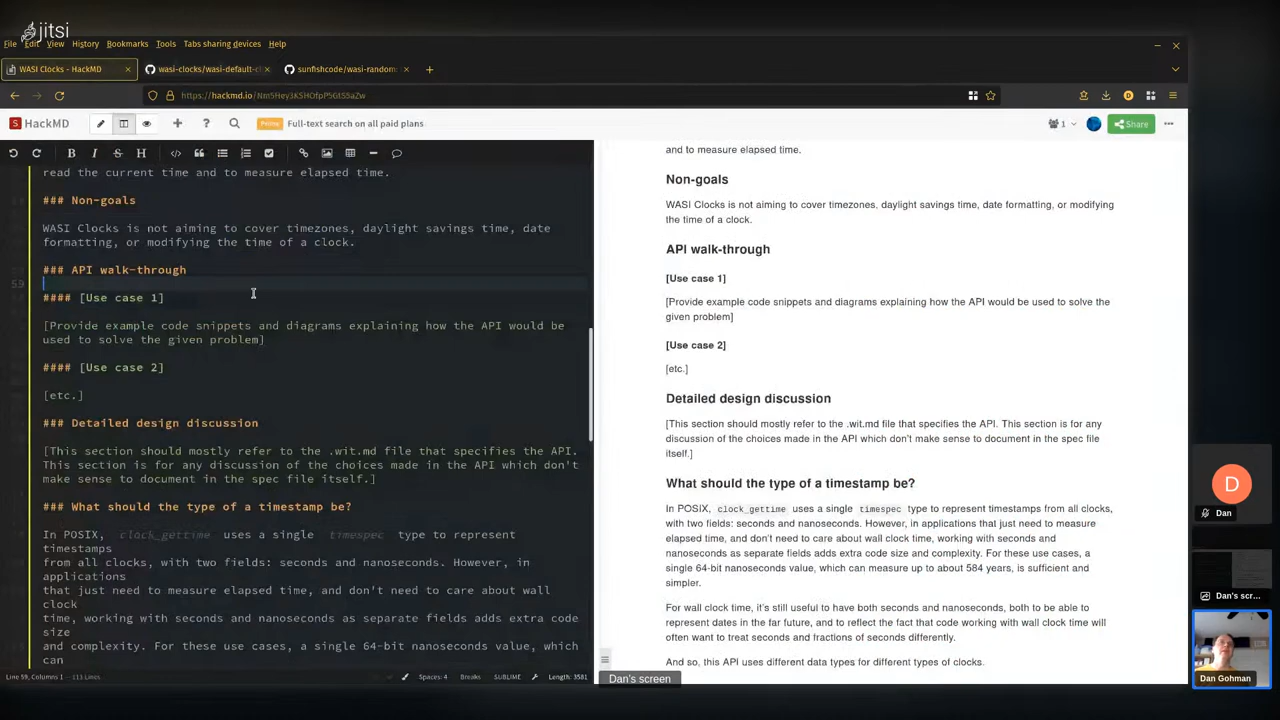 jitsi
File Edit View History Bookmarks Tools Tabs sharing devices Help
WASI Clocks - HackMD
wasi-clocks/wasi-default-cl
sunfishcode/wasi-random
https://hackmd.io/Nm5Hey3KSHOfpP5GtS9aZw
HackMD
Prime Full-text search on all paid plans
1
Share
read the current time and to measure elapsed time.
### Non-goals
WASI Clocks is not aiming to cover timezones, daylight savings time, date
formatting, or modifying the time of a clock.
### API walk-through
59
#### [Use case 1]
[Provide example code snippets and diagrams explaining how the API would be
used to solve the given problem]
#### [Use case 2]
[etc.]
### Detailed design discussion
[This section should mostly refer to the .wit.md file that specifies the API.
This section is for any discussion of the choices made in the API which don't
make sense to document in the spec file itself.]
### What should the type of a timestamp be?
In POSIX, clock_gettime uses a single timespec type to represent
timestamps
from all clocks, with two fields: seconds and nanoseconds. However, in
applications
that just need to measure elapsed time, and don't need to care about wall
clock
time, working with seconds and nanoseconds as separate fields adds extra code
size
and complexity. For these use cases, a single 64-bit nanoseconds value, which
can
Line 59, Columns 1 — 113 Lines
Spaces: 4 Breaks SUBLIME Length: 3581
and to measure elapsed time.
Non-goals
WASI Clocks is not aiming to cover timezones, daylight savings time, date formatting, or modifying
the time of a clock.
API walk-through
[Use case 1]
[Provide example code snippets and diagrams explaining how the API would be used to solve the
given problem]
[Use case 2]
[etc.]
Detailed design discussion
[This section should mostly refer to the .wit.md file that specifies the API. This section is for any
discussion of the choices made in the API which don't make sense to document in the spec file
itself.]
What should the type of a timestamp be?
In POSIX, clock_gettime uses a single timespec type to represent timestamps from all clocks,
with two fields: seconds and nanoseconds. However, in applications that just need to measure
elapsed time, and don't need to care about wall clock time, working with seconds and
nanoseconds as separate fields adds extra code size and complexity. For these use cases, a
single 64-bit nanoseconds value, which can measure up to about 584 years, is sufficient and
simpler.
For wall clock time, it's still useful to have both seconds and nanoseconds, both to be able to
represent dates in the far future, and to reflect the fact that code working with wall clock time will
often want to treat seconds and fractions of seconds differently.
And so, this API uses different data types for different types of clocks.
Dan's screen
D
Dan
Dan's scr...
Dan Gohman